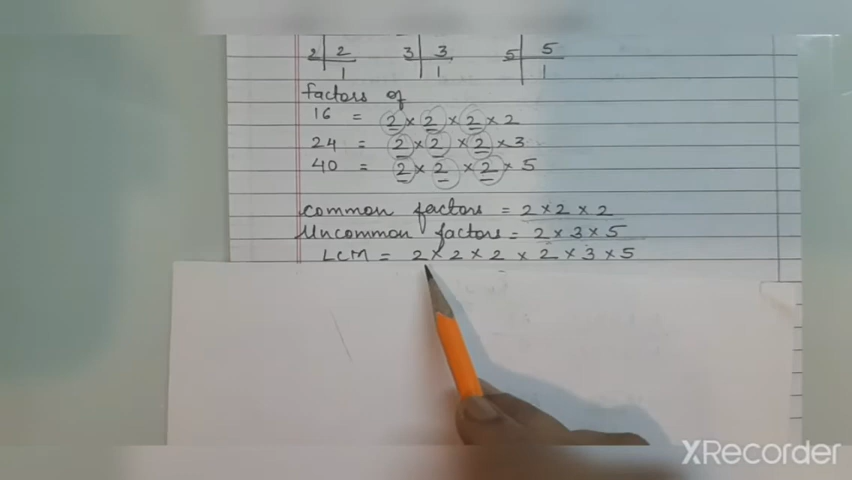 2 2 3 3 5 5
1 1 1
factors of
16 = 2 × 2 × 2 × 2
24 = 2 × 2 × 2 × 3
40 = 2 × 2 × 2 × 5
common factors = 2 × 2 × 2
Uncommon factors = 2 × 3 × 5
LCM = 2 × 2 × 2 × 2 × 3 × 5
XRecorder